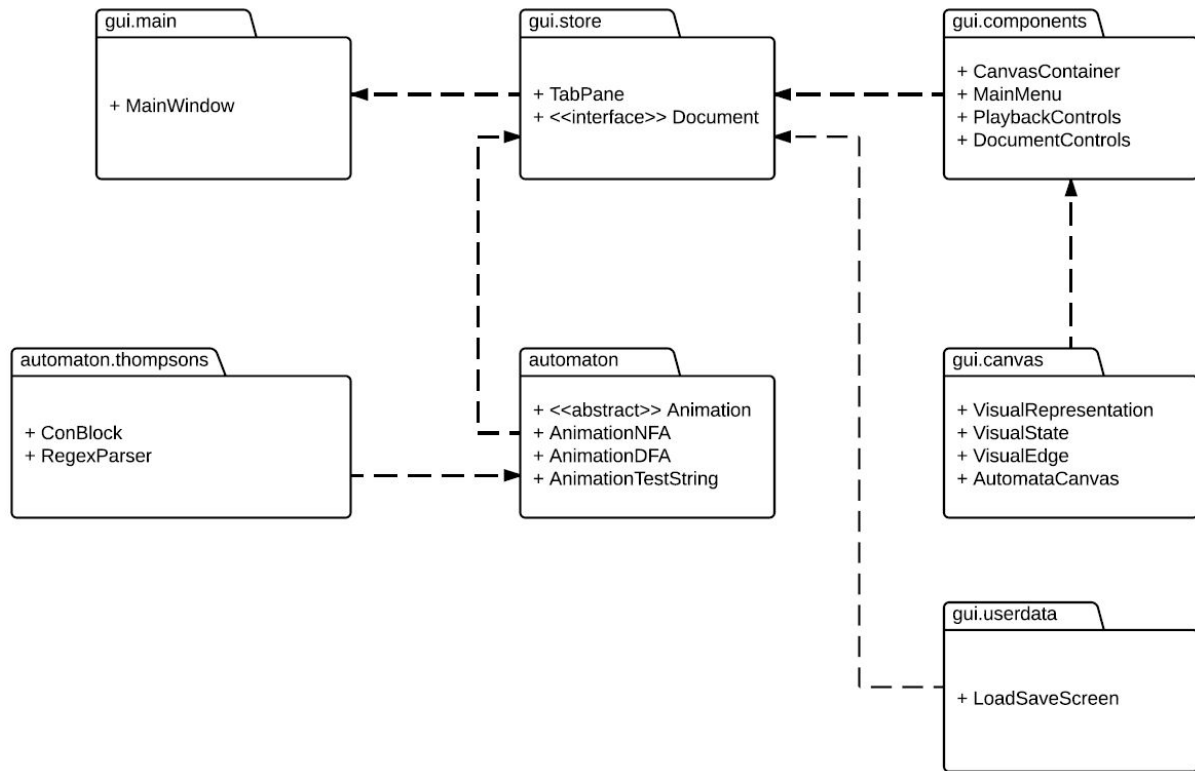 gui.main
+ MainWindow
gui.store
+ TabPane
+ <<interface>> Document
gui.components
+ CanvasContainer
+ MainMenu
+ PlaybackControls
+ DocumentControls
automaton.thompsons
+ ConBlock
+ RegexParser
automaton
+ <<abstract>> Animation
+ AnimationNFA
+ AnimationDFA
+ AnimationTestString
gui.canvas
+ VisualRepresentation
+ VisualState
+ VisualEdge
+ AutomataCanvas
gui.userdata
+ LoadSaveScreen